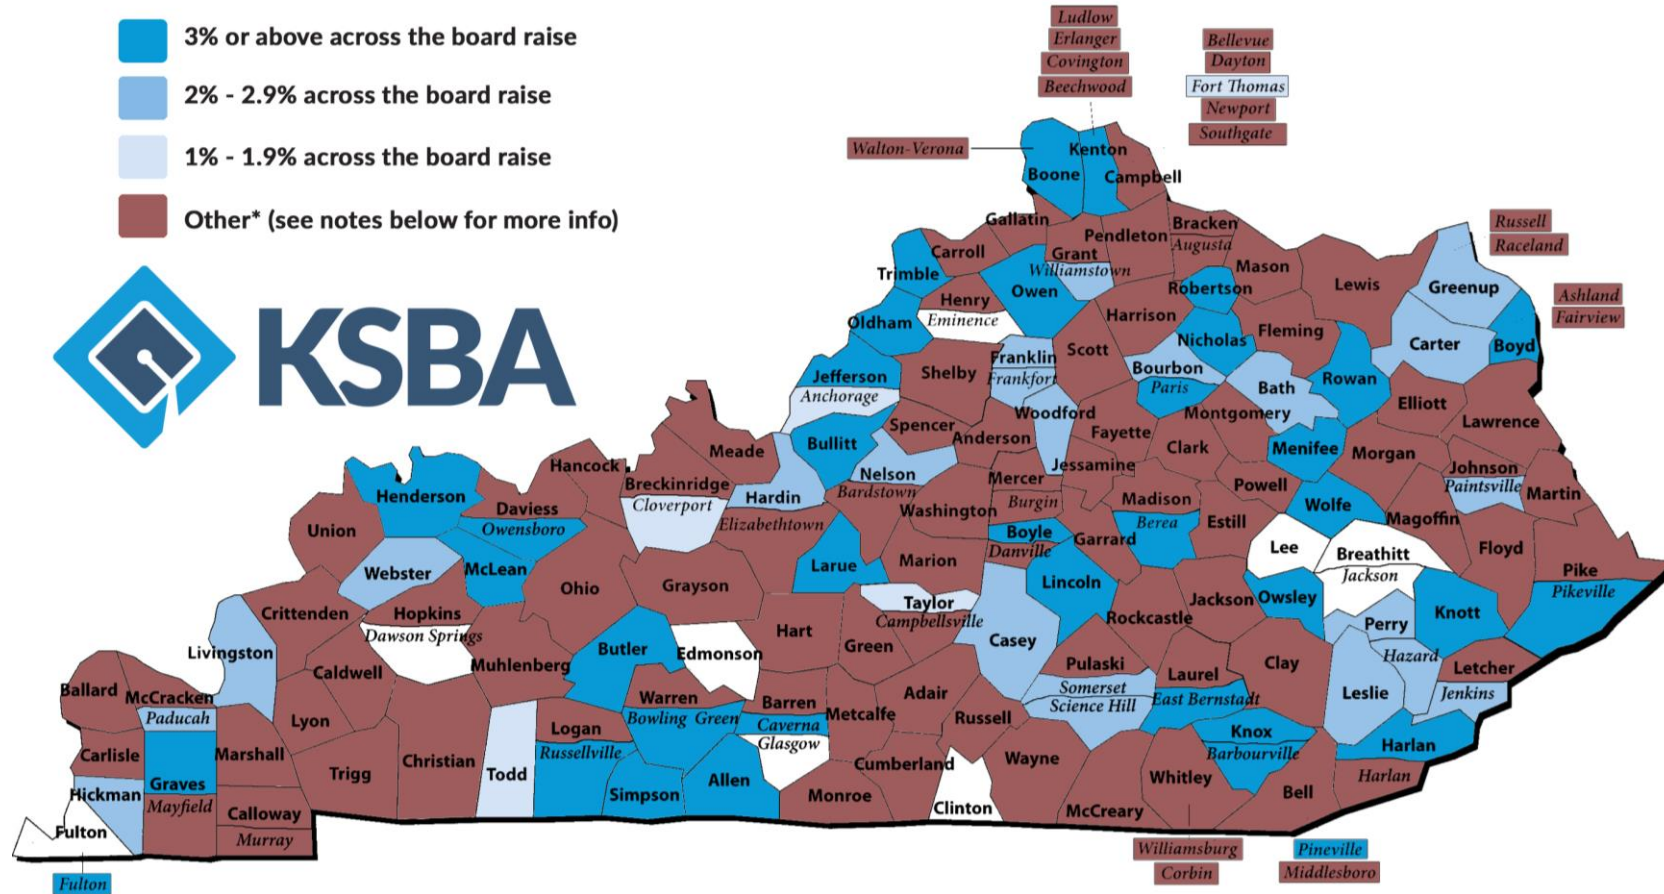 3% or above across the board raise
2% - 2.9% across the board raise
1% - 1.9% across the board raise
Other* (see notes below for more info)
KSBA
Ludlow
Erlanger
Covington
Beechwood
Bellevue
Dayton
Fort Thomas
Newport
Southgate
Walton-Verona
Kenton
Boone
Campbell
Gallatin
Bracken
Augusta
Pendleton
Grant
Williamstown
Carroll
Trimble
Owen
Mason
Robertson
Lewis
Russell
Raceland
Greenup
Ashland
Fairview
Henry
Eminence
Oldham
Harrison
Fleming
Nicholas
Carter
Boyd
Franklin
Frankfort
Scott
Bourbon
Paris
Shelby
Jefferson
Anchorage
Bath
Rowan
Elliott
Lawrence
Woodford
Montgomery
Spencer
Anderson
Fayette
Clark
Bullitt
Menifee
Morgan
Meade
Hancock
Breckinridge
Cloverport
Nelson
Bardstown
Hardin
Elizabethtown
Jessamine
Mercer
Burgin
Madison
Berea
Powell
Johnson
Paintsville
Martin
Henderson
Daviess
Owensboro
Union
Washington
Estill
Wolfe
Magoffin
Boyle
Danville
Garrard
Lee
Breathitt
Jackson
Floyd
Pike
Pikeville
Webster
McLean
Ohio
Grayson
Larue
Marion
Lincoln
Crittenden
Hopkins
Dawson Springs
Taylor
Campbellsville
Rockcastle
Jackson
Owsley
Knott
Perry
Hazard
Livingston
Caldwell
Muhlenberg
Butler
Edmonson
Hart
Green
Casey
Pulaski
Somerset
Science Hill
Laurel
East Bernstadt
Clay
Leslie
Letcher
Jenkins
Ballard
McCracken
Paducah
Lyon
Warren
Bowling Green
Barren
Caverna
Glasgow
Metcalfe
Adair
Russell
Logan
Russellville
Knox
Barbourville
Harlan
Harlan
Carlisle
Graves
Mayfield
Marshall
Trigg
Christian
Todd
Simpson
Allen
Cumberland
Wayne
Whitley
Hickman
Fulton
Calloway
Murray
Monroe
Clinton
McCreary
Bell
Williamsburg
Corbin
Pineville
Middlesboro
Fulton